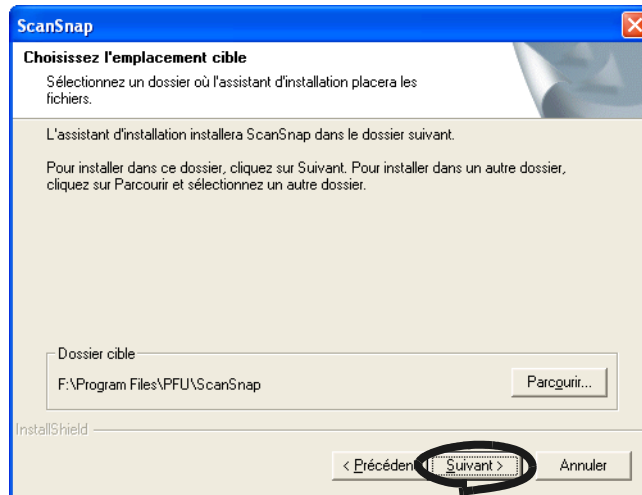 ScanSnap
Choisissez l'emplacement cible
Sélectionnez un dossier où l'assistant d'installation placera les
fichiers.
L'assistant d'installation installera ScanSnap dans le dossier suivant.
Pour installer dans ce dossier, cliquez sur Suivant. Pour installer dans un autre dossier,
cliquez sur Parcourir et sélectionnez un autre dossier.
Dossier cible
F:\Program Files\PFU\ScanSnap
Parcourir...
InstallShield
< Précéden
Suivant >
Annuler